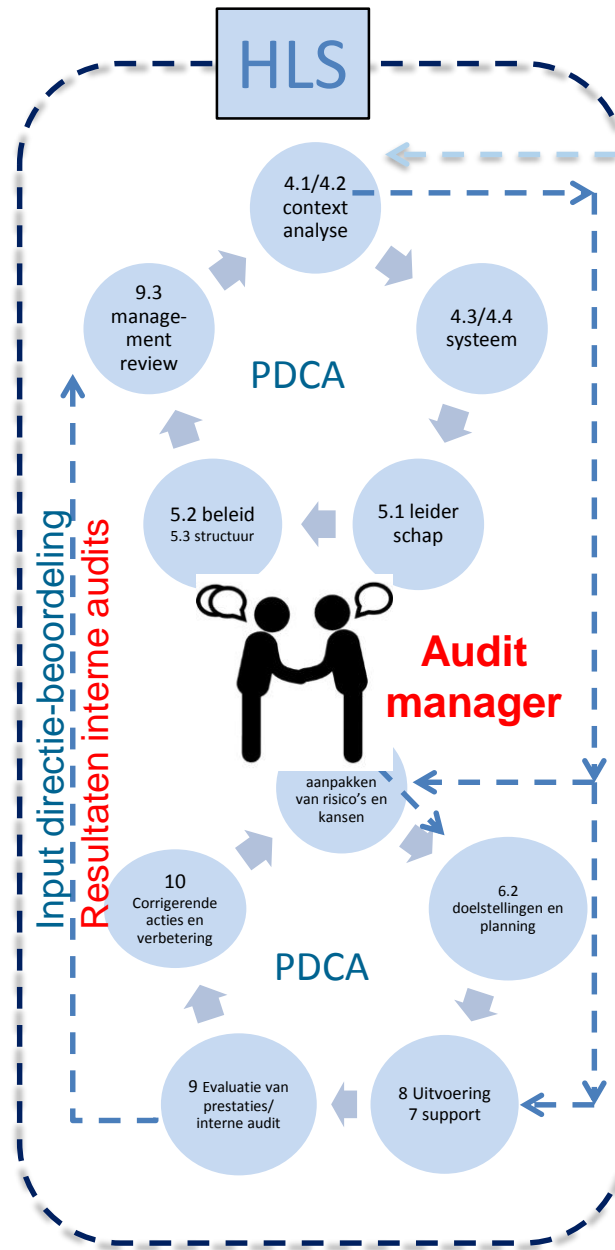 HLS
4.1/4.2
context
analyse
4.3/4.4
systeem
5.1 leider
schap
5.2 beleid
5.3 structuur
9.3
manage-
ment
review
PDCA
Audit
manager
Input directie-beoordeling
Resultaten interne audits
aanpakken
van risico's en
kansen
6.2
doelstellingen en
planning
8 Uitvoering
7 support
9 Evaluatie van
prestaties/
interne audit
10
Corrigerende
acties en
verbetering
PDCA